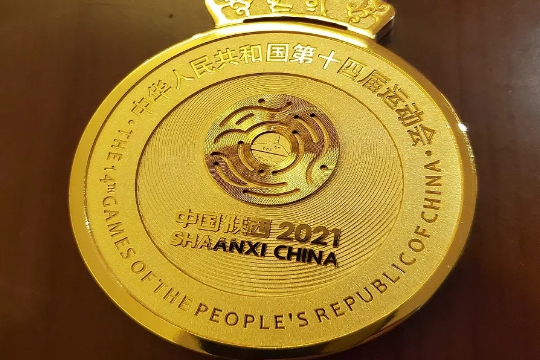 中华人民共和国第十四届运动会
中国陕西 2021
SHAANXI CHINA
THE 14TH GAMES OF THE PEOPLE'S REPUBLIC OF CHINA